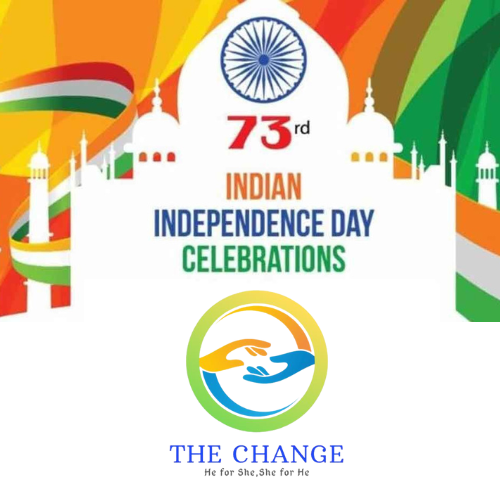 73rd
INDIAN
INDEPENDENCE DAY
CELEBRATIONS
THE CHANGE
He for She,She for He